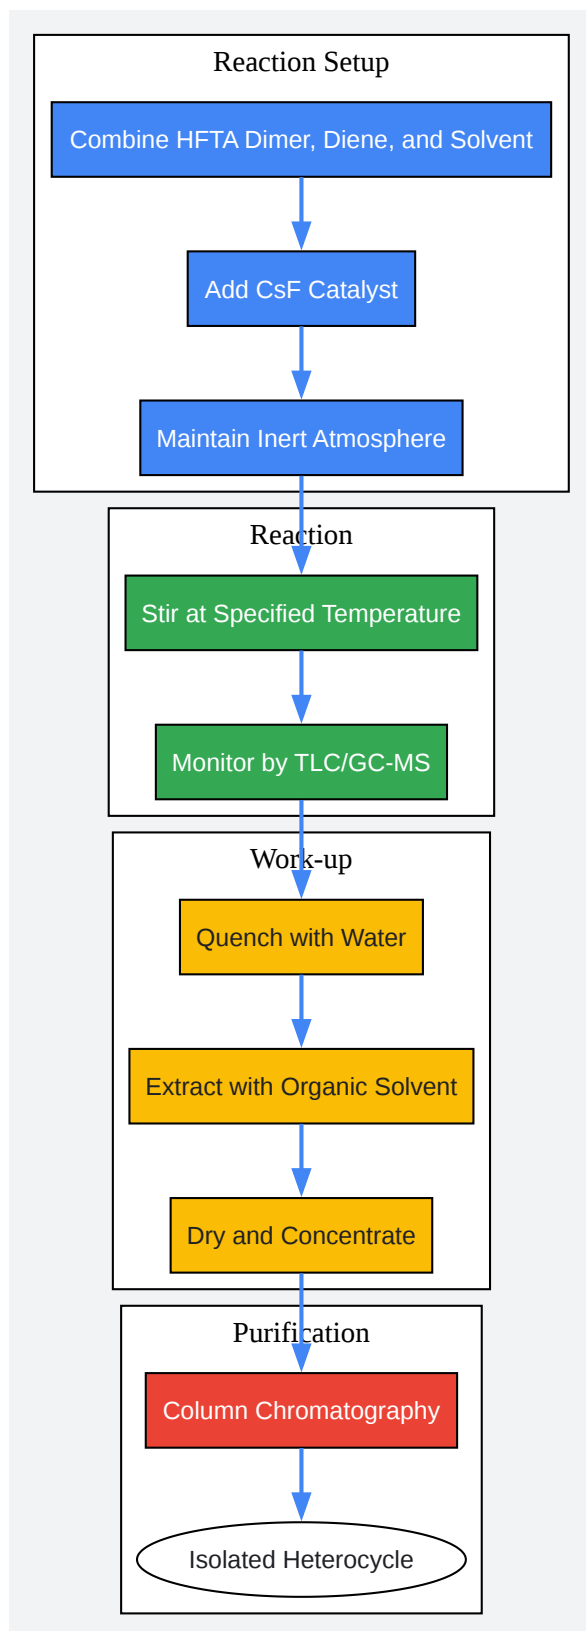 Reaction Setup
Combine HFTA Dimer, Diene, and Solvent
Add CsF Catalyst
Maintain Inert Atmosphere
Reaction
Stir at Specified Temperature
Monitor by TLC/GC-MS
Work-up
Quench with Water
Extract with Organic Solvent
Dry and Concentrate
Purification
Column Chromatography
Isolated Heterocycle